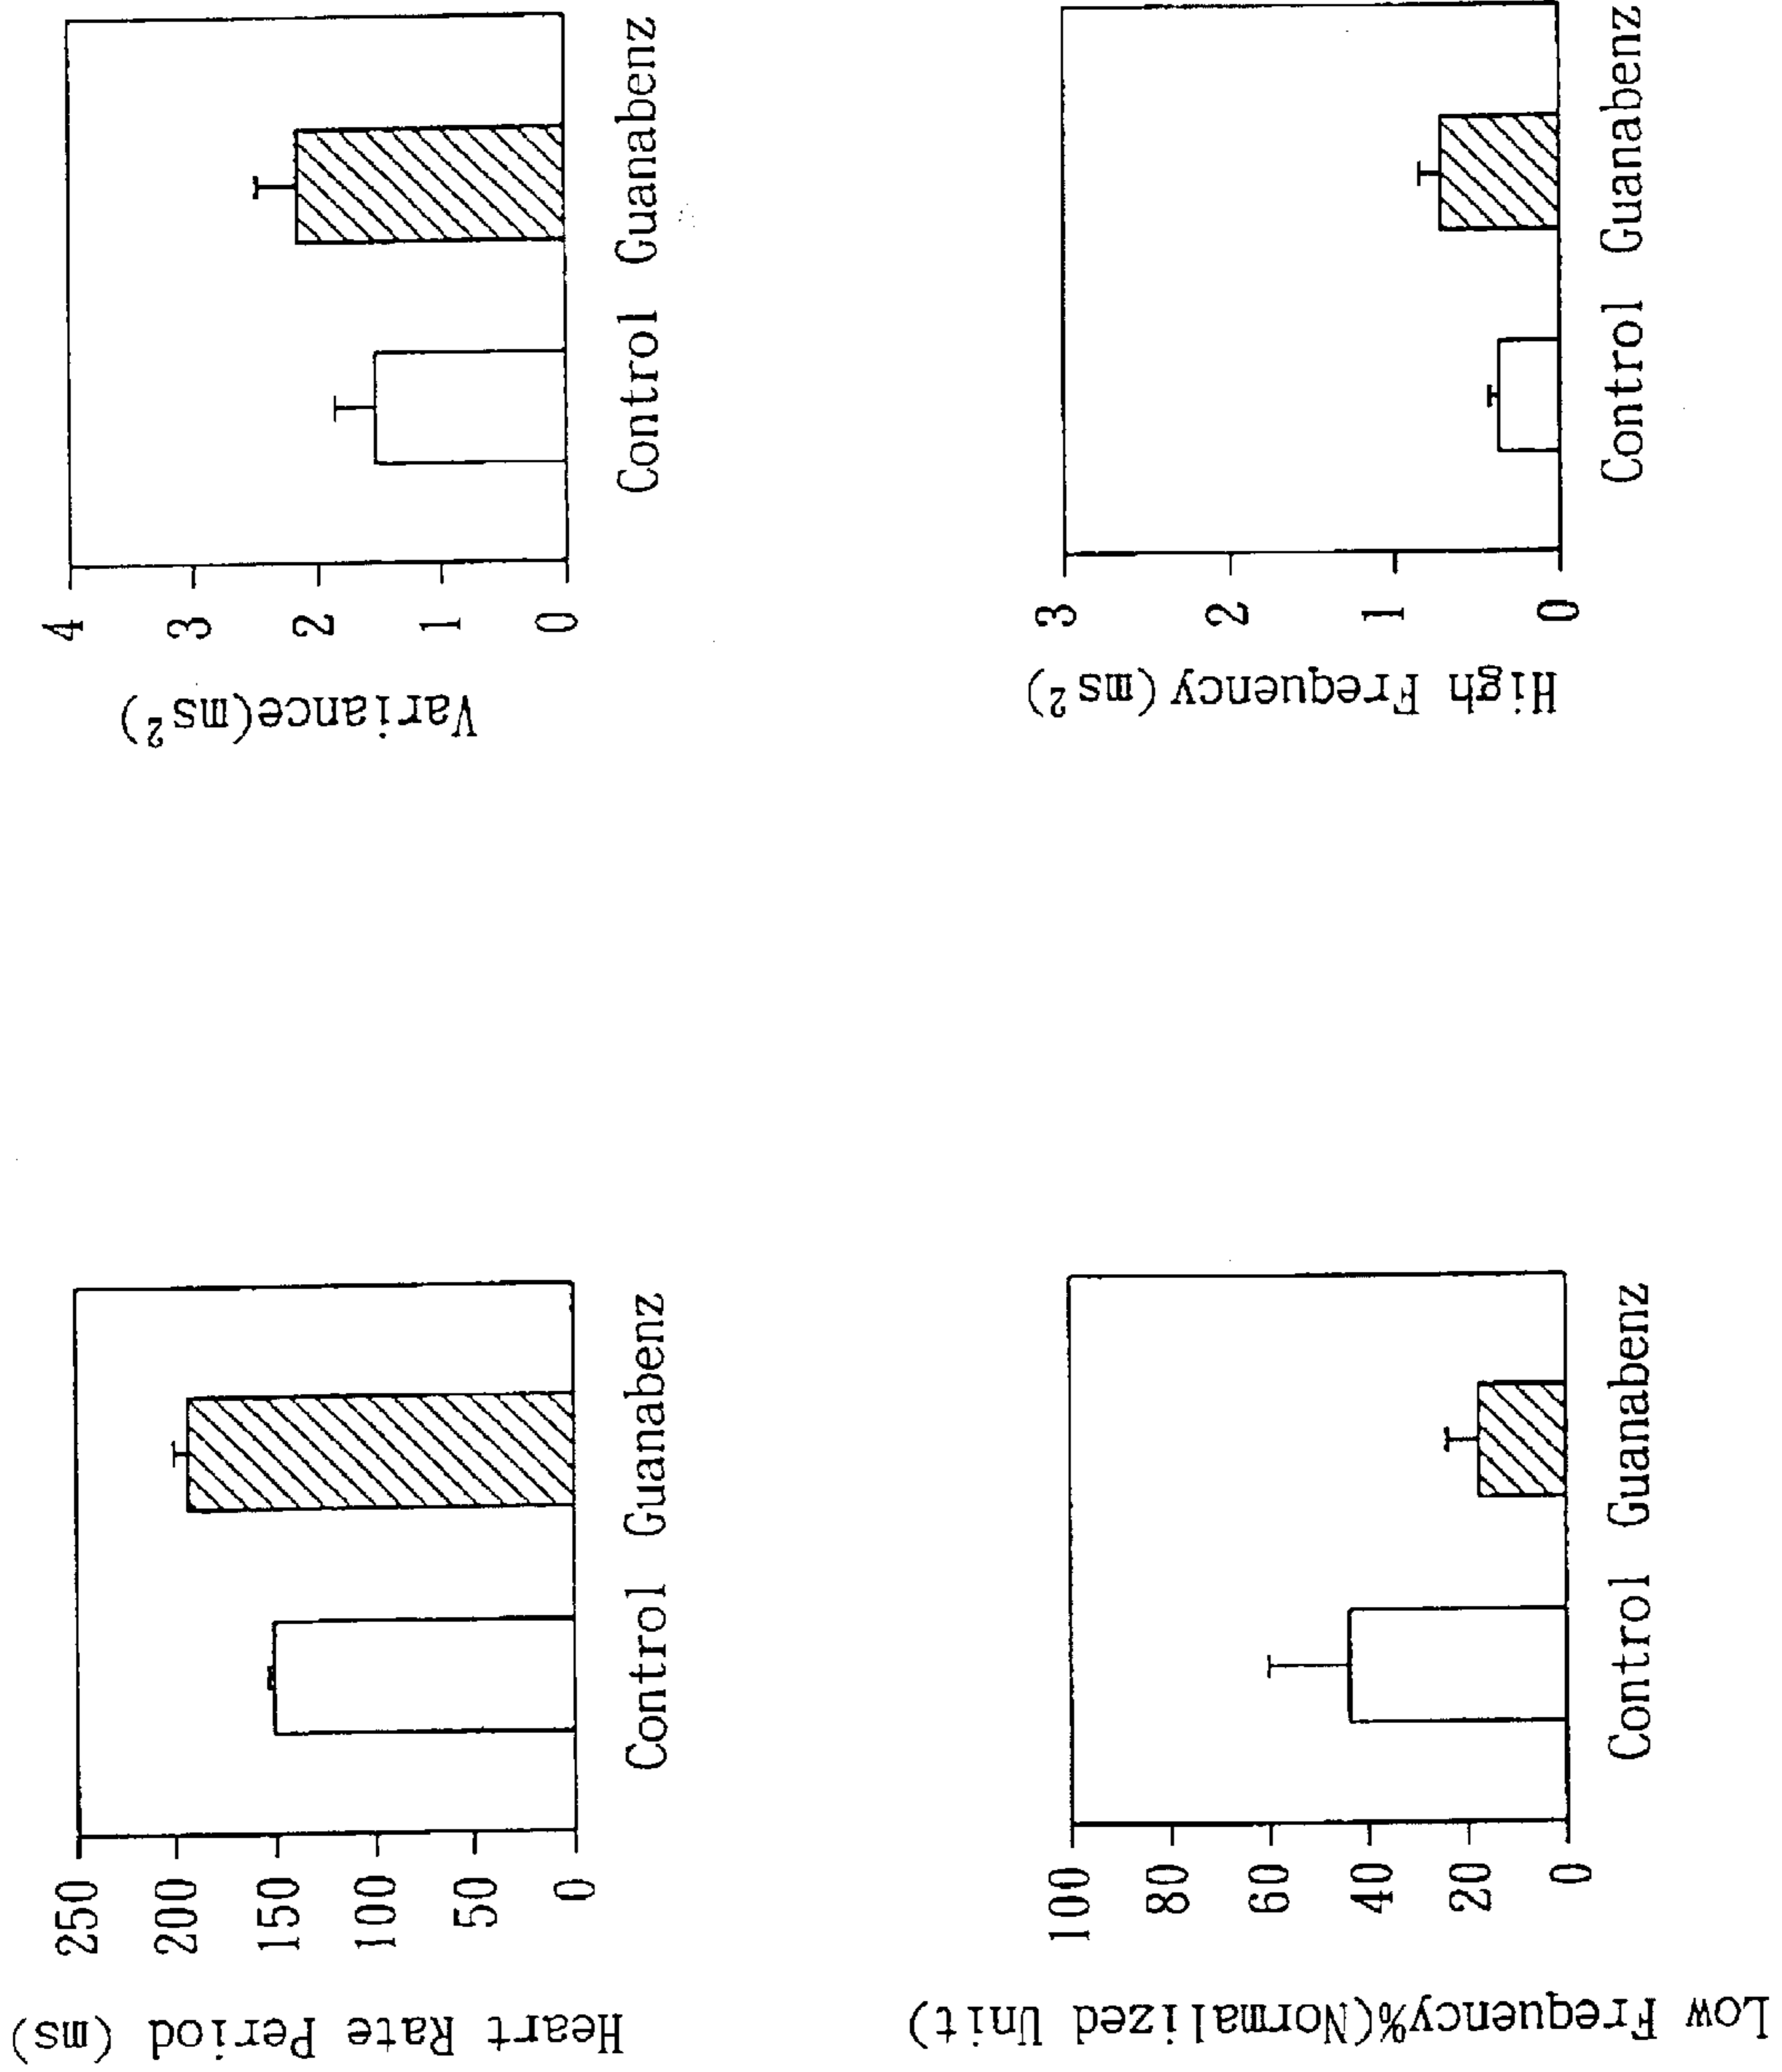 Heart Rate Period (ms)
250
200
150
100
50
0
Control Guanabenz
Variance(ms²)
4
3
2
1
0
Control Guanabenz
Low Frequency%(Normalized Unit)
100
80
60
40
20
0
Control Guanabenz
High Frequency(ms²)
3
2
1
0
Control Guanabenz